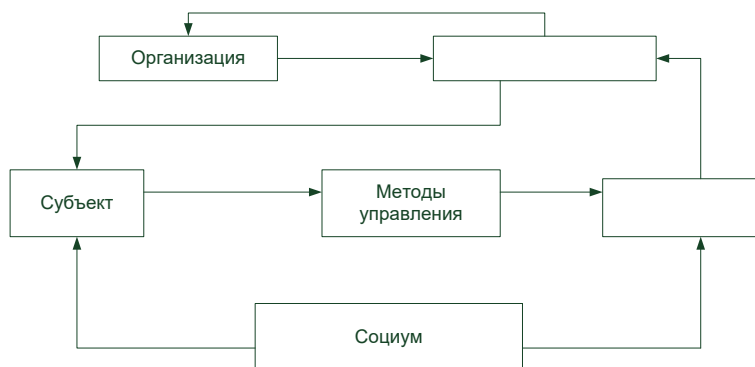 Организация
Субъект
Методы
управления
Социум